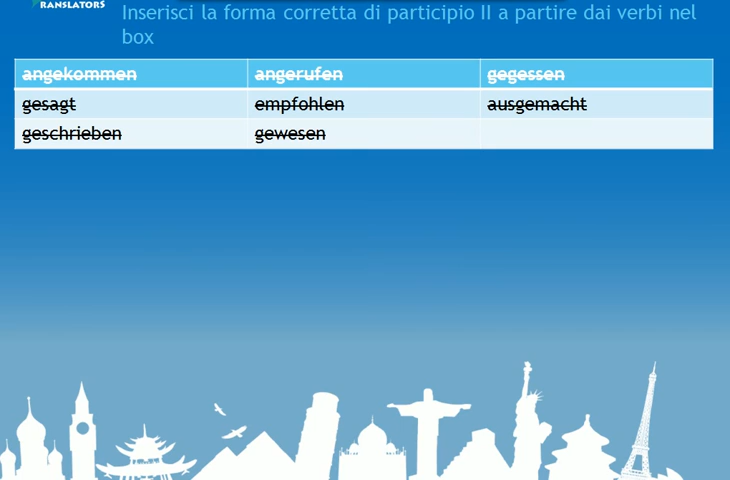 RANSLATORS
Inserisci la forma corretta di participio II a partire dai verbi nel
box
angekommen angerufen gegessen
gesagt empfohlen ausgemacht
geschrieben gewesen